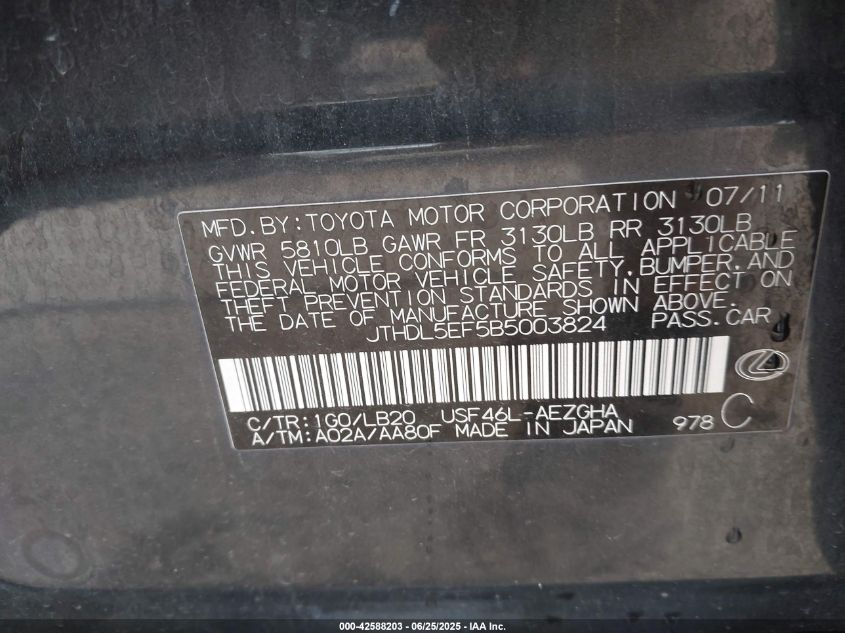 MFD. BY: TOYOTA MOTOR CORPORATION 07/11
GVWR 5810LB GAWR FR 3130LB RR 3130LB
THIS VEHICLE CONFORMS TO ALL APPLICABLE
FEDERAL MOTOR VEHICLE SAFETY, BUMPER, AND
THEFT PREVENTION STANDARDS IN EFFECT ON
THE DATE OF MANUFACTURE SHOWN ABOVE.
JTHDL5EF5B5003824 PASS. CAR
C/TR: 1G0/LB20 USF46L-AEZGHA
A/TM: A02A/AA80F MADE IN JAPAN 978 C
000-42588203 - 06/25/2025 - IAA Inc.